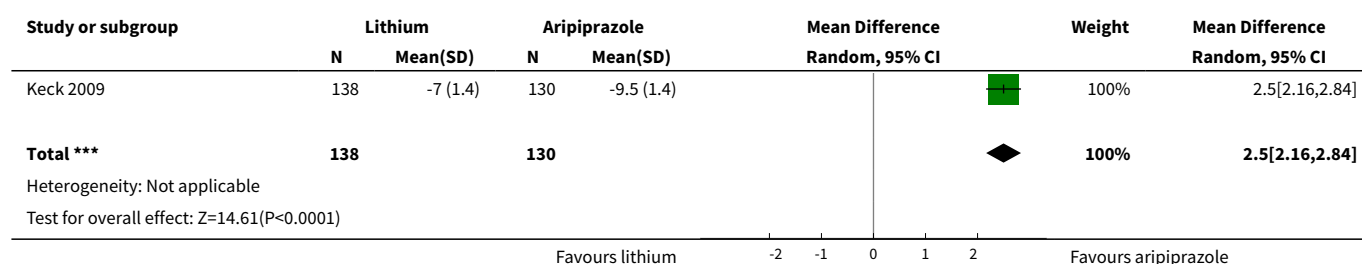 Study or subgroup Lithium Aripiprazole Mean Difference Weight Mean Difference
N Mean(SD) N Mean(SD) Random, 95% CI Random, 95% CI
Keck 2009 138 -7 (1.4) 130 -9.5 (1.4) 100% 2.5[2.16,2.84]
Total *** 138 130 100% 2.5[2.16,2.84]
Heterogeneity: Not applicable
Test for overall effect: Z=14.61(P<0.0001)
Favours lithium -2 -1 0 1 2 Favours aripiprazole